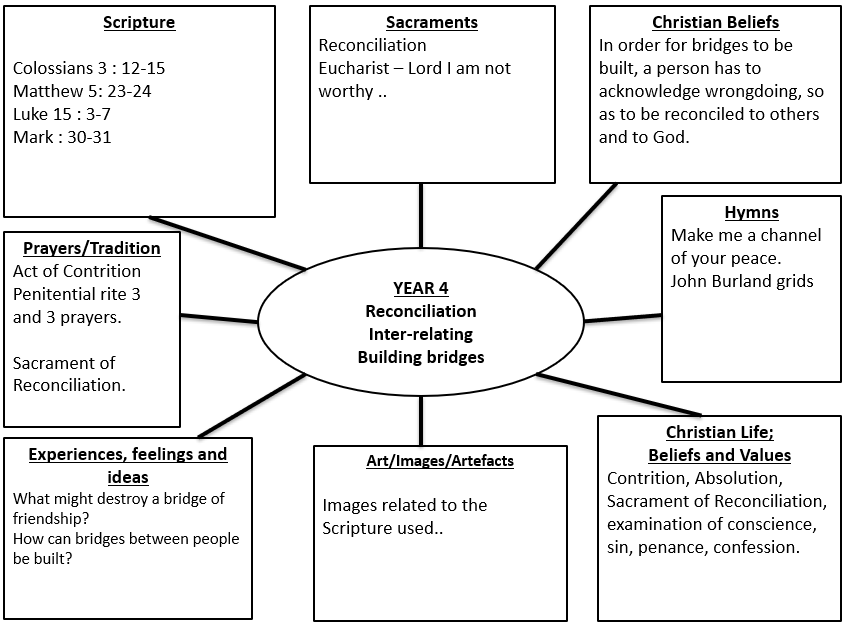 Scripture
Colossians 3 : 12-15
Matthew 5: 23-24
Luke 15 : 3-7
Mark : 30-31
Sacraments
Reconciliation
Eucharist – Lord I am not
worthy ..
Christian Beliefs
In order for bridges to be
built, a person has to
acknowledge wrongdoing, so
as to be reconciled to others
and to God.
Prayers/Tradition
Act of Contrition
Penitential rite 3
and 3 prayers.
Sacrament of
Reconciliation.
YEAR 4
Reconciliation
Inter-relating
Building bridges
Hymns
Make me a channel
of your peace.
John Burland grids
Experiences, feelings and
ideas
What might destroy a bridge of
friendship?
How can bridges between people
be built?
Art/Images/Artefacts
Images related to the
Scripture used..
Christian Life;
Beliefs and Values
Contrition, Absolution,
Sacrament of Reconciliation,
examination of conscience,
sin, penance, confession.